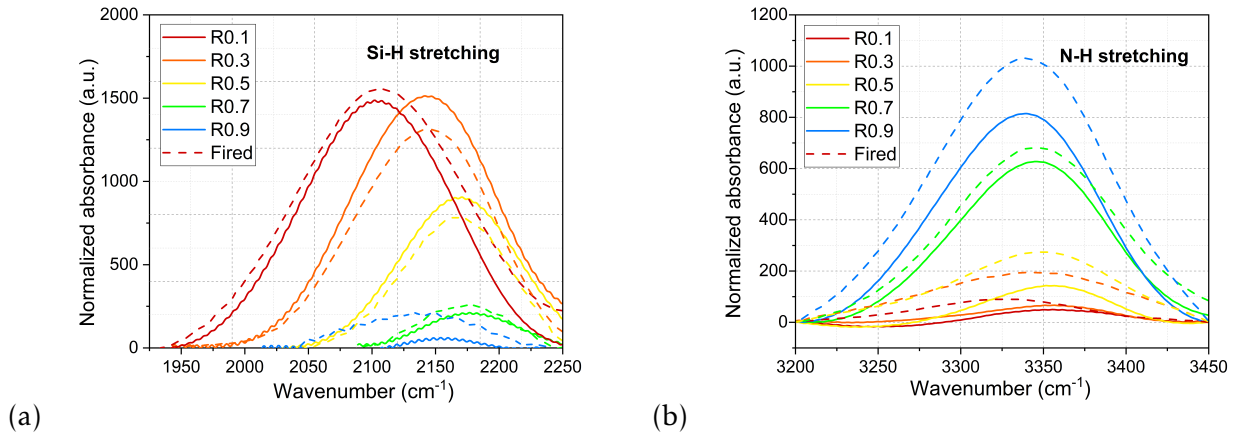 Si-H stretching
R0.1
R0.3
R0.5
R0.7
R0.9
Fired
Normalized absorbance (a.u.)
2000
1500
1000
500
0
1950 2000 2050 2100 2150 2200 2250
Wavenumber (cm⁻¹)
(a)
N-H stretching
R0.1
R0.3
R0.5
R0.7
R0.9
Fired
Normalized absorbance (a.u.)
1200
1000
800
600
400
200
0
3200 3250 3300 3350 3400 3450
Wavenumber (cm⁻¹)
(b)